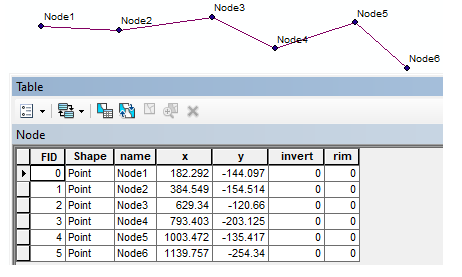 Node1
Node2
Node3
Node4
Node5
Node6
Table
Node
FID Shape name x y invert rim
0 Point Node1 182.292 -144.097 0 0
1 Point Node2 384.549 -154.514 0 0
2 Point Node3 629.34 -120.66 0 0
3 Point Node4 793.403 -203.125 0 0
4 Point Node5 1003.472 -135.417 0 0
5 Point Node6 1139.757 -254.34 0 0